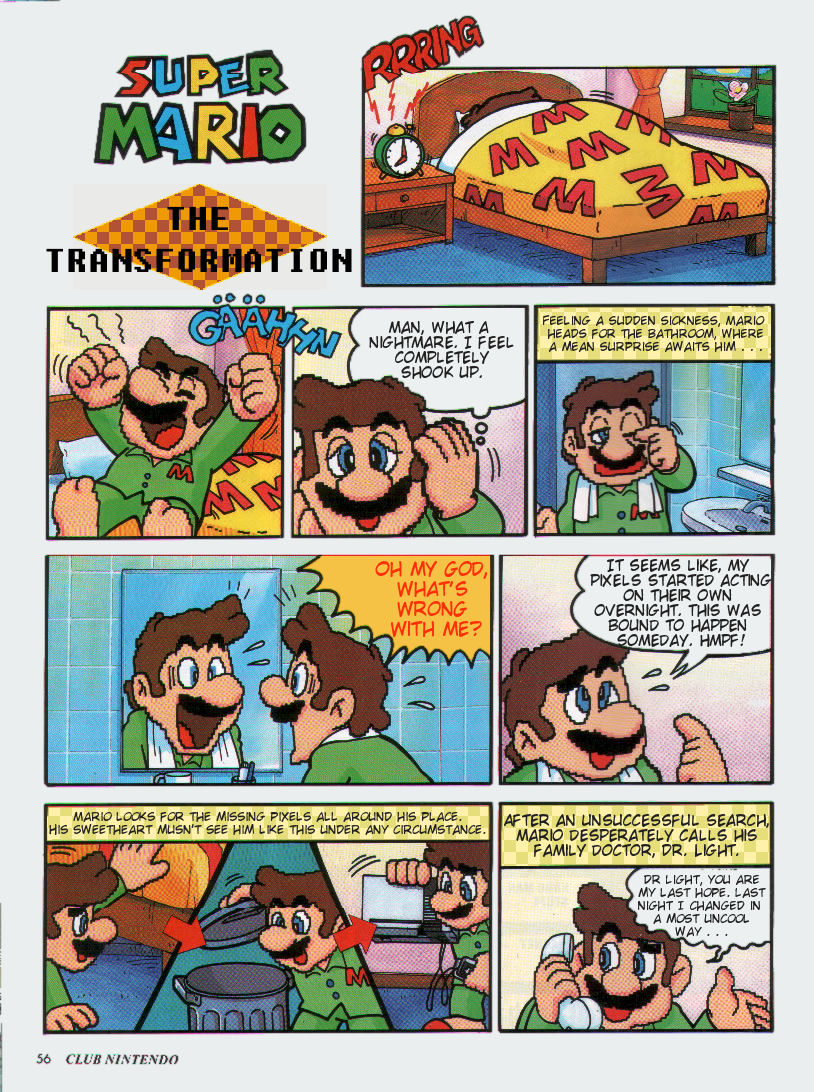 RRRING
SUPER
MARIO
THE
TRANSFORMATION
M M M M M M M M M
GÄÄHHN
MAN, WHAT A
NIGHTMARE. I FEEL
COMPLETELY
SHOOK UP.
FEELING A SUDDEN SICKNESS, MARIO
HEADS FOR THE BATHROOM, WHERE
A MEAN SURPRISE AWAITS HIM . . .
M
OH MY GOD,
WHAT'S
WRONG
WITH ME?
IT SEEMS LIKE, MY
PIXELS STARTED ACTING
ON THEIR OWN
OVERNIGHT. THIS WAS
BOUND TO HAPPEN
SOMEDAY. HMPF!
MARIO LOOKS FOR THE MISSING PIXELS ALL AROUND HIS PLACE.
HIS SWEETHEART MUSN'T SEE HIM LIKE THIS UNDER ANY CIRCUMSTANCE.
M
AFTER AN UNSUCCESSFUL SEARCH,
MARIO DESPERATELY CALLS HIS
FAMILY DOCTOR, DR. LIGHT.
DR LIGHT, YOU ARE
MY LAST HOPE. LAST
NIGHT I CHANGED IN
A MOST UNCOOL
WAY . . .
56 CLUB NINTENDO